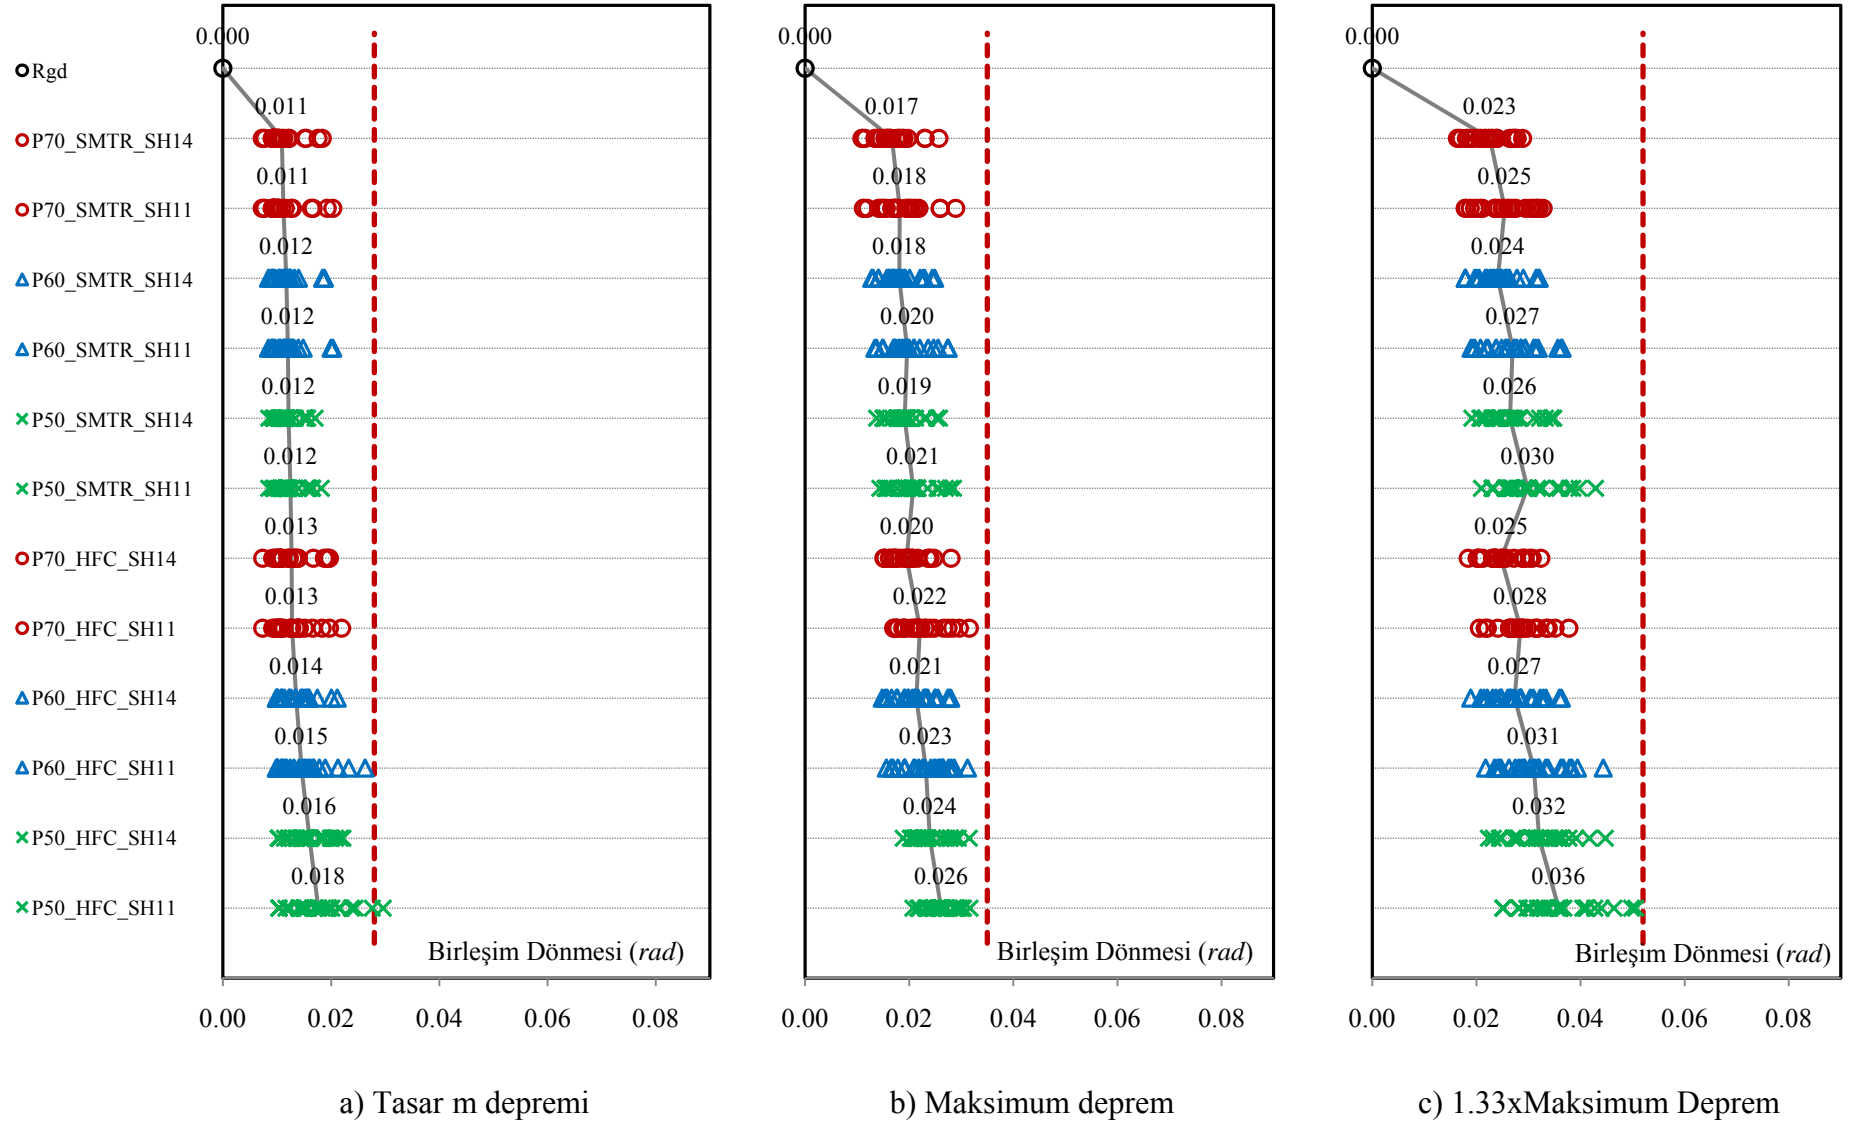 0.000 0.000 0.000
Rgd
0.011 0.017 0.023
P70_SMTR_SH14
0.011 0.018 0.025
P70_SMTR_SH11
0.012 0.018 0.024
P60_SMTR_SH14
0.012 0.020 0.027
P60_SMTR_SH11
0.012 0.019 0.026
P50_SMTR_SH14
0.012 0.021 0.030
P50_SMTR_SH11
0.013 0.020 0.025
P70_HFC_SH14
0.013 0.022 0.028
P70_HFC_SH11
0.014 0.021 0.027
P60_HFC_SH14
0.015 0.023 0.031
P60_HFC_SH11
0.016 0.024 0.032
P50_HFC_SH14
0.018 0.026 0.036
P50_HFC_SH11
Birleşim Dönmesi (rad) Birleşim Dönmesi (rad) Birleşim Dönmesi (rad)
0.00 0.02 0.04 0.06 0.08 0.00 0.02 0.04 0.06 0.08 0.00 0.02 0.04 0.06 0.08
a) Tasar m depremi b) Maksimum deprem c) 1.33xMaksimum Deprem